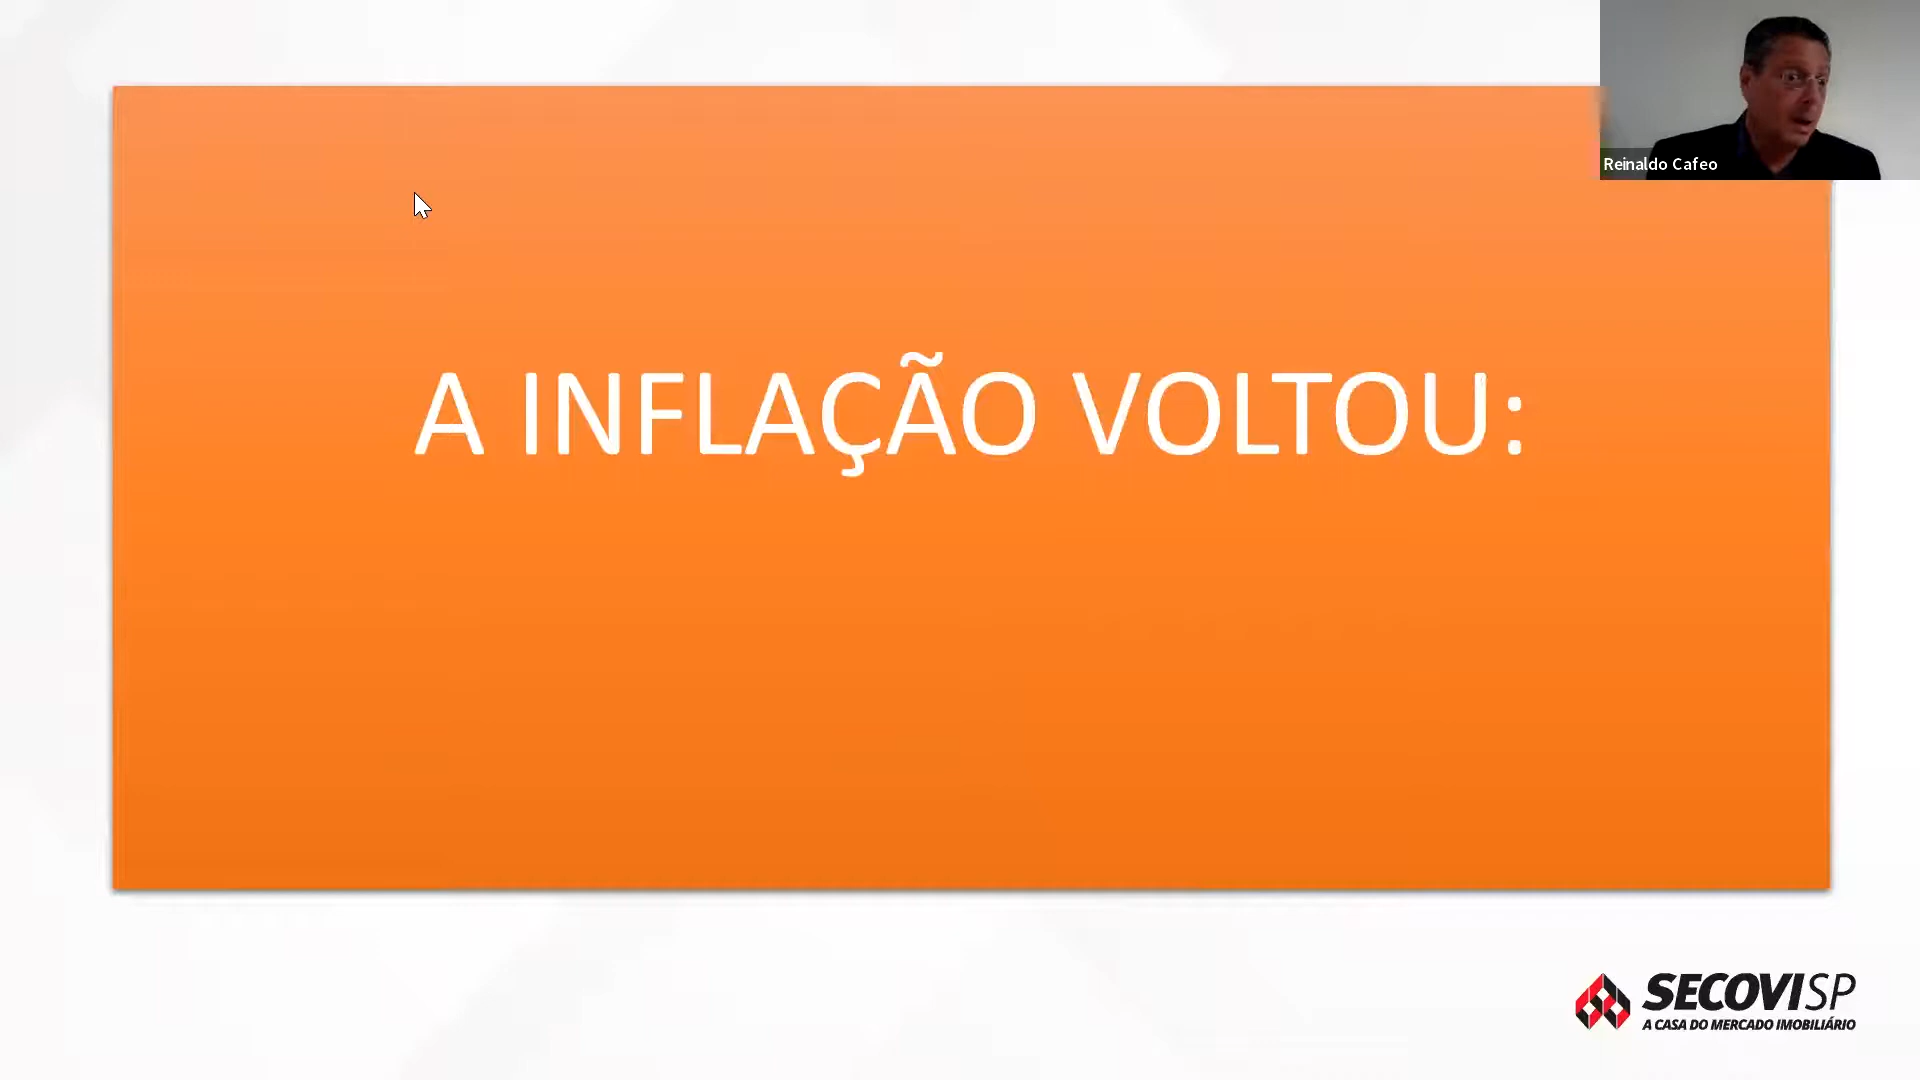 Reinaldo Cafeo
A INFLAÇÃO VOLTOU:
SECOVISP
A CASA DO MERCADO IMOBILIÁRIO